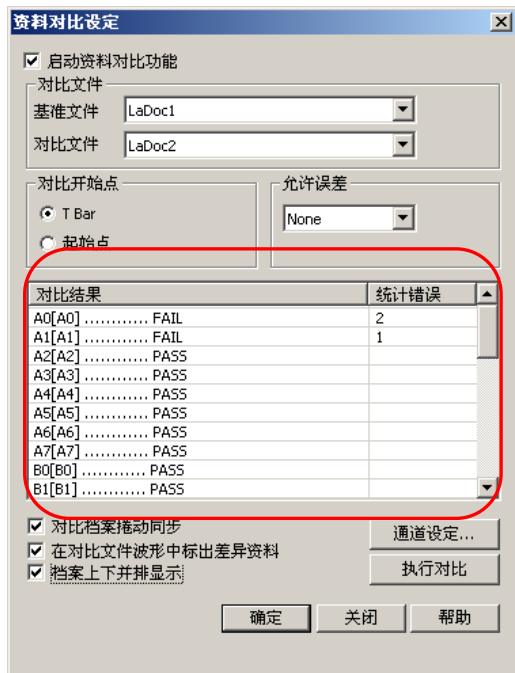 资料对比设定
启动资料对比功能
对比文件
基准文件 LaDoc1
对比文件 LaDoc2
对比开始点
T Bar
起始点
允许误差
None
对比结果 统计错误
A0[A0] ............ FAIL 2
A1[A1] ............ FAIL 1
A2[A2] ............ PASS
A3[A3] ............ PASS
A4[A4] ............ PASS
A5[A5] ............ PASS
A6[A6] ............ PASS
A7[A7] ............ PASS
B0[B0] ............ PASS
B1[B1] ............ PASS
对比档案捲动同步
在对比文件波形中标出差异资料
档案上下并排显示
通道设定...
执行对比
确定 关闭 帮助